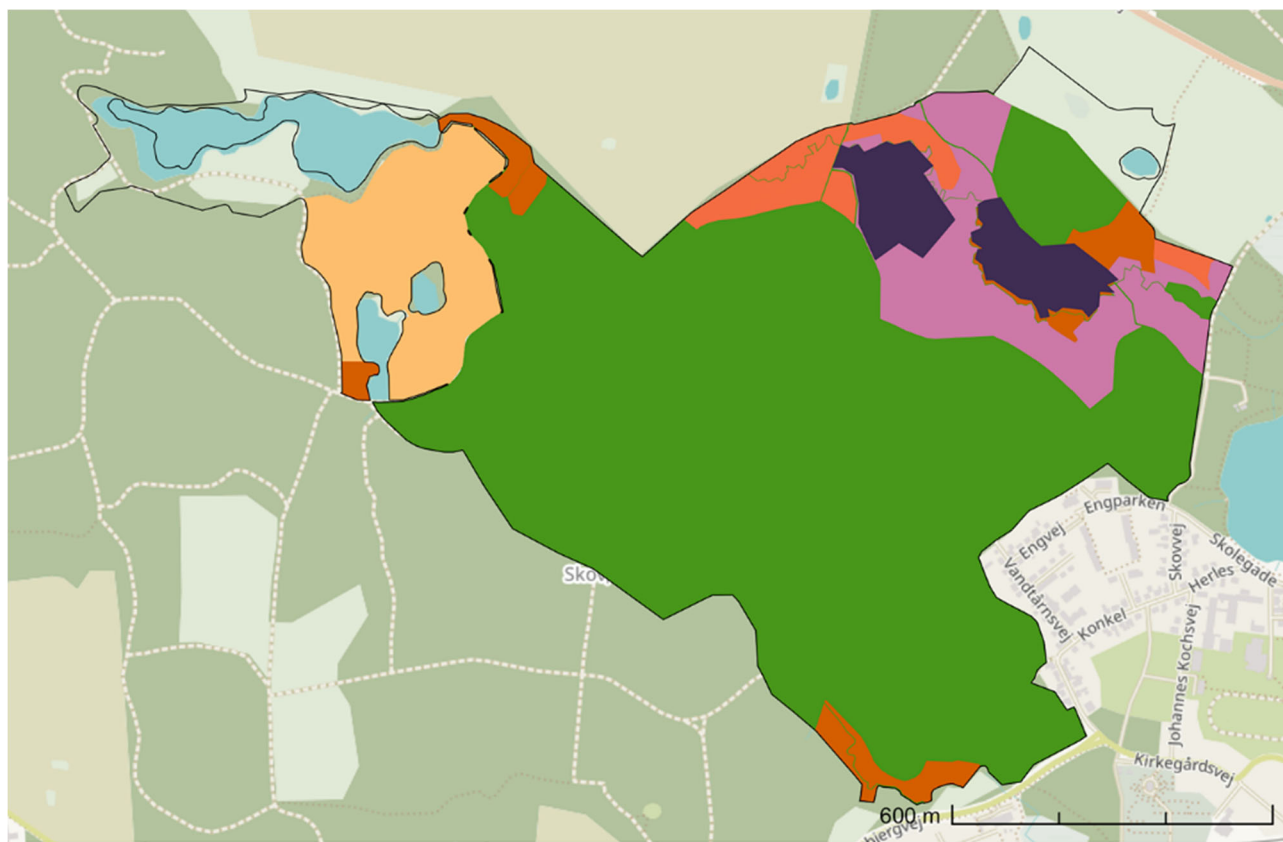 Engparken
Engvej
Skovvej
Skolegade
Vandtårnsvej
Herles
Konkel
Johannes Kochsvej
Kirkegårdsvej
600 m